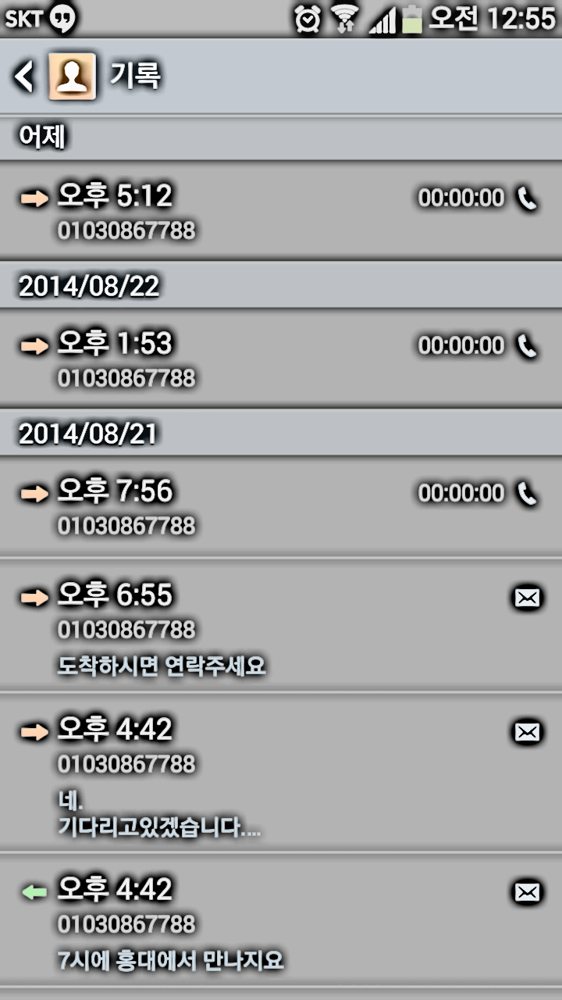 SKT 오전 12:55
기록
어제
오후 5:12 00:00:00
01030867788
2014/08/22
오후 1:53 00:00:00
01030867788
2014/08/21
오후 7:56 00:00:00
01030867788
오후 6:55
01030867788
도착하시면 연락주세요
오후 4:42
01030867788
네.
기다리고있겠습니다....
오후 4:42
01030867788
7시에 홍대에서 만나지요